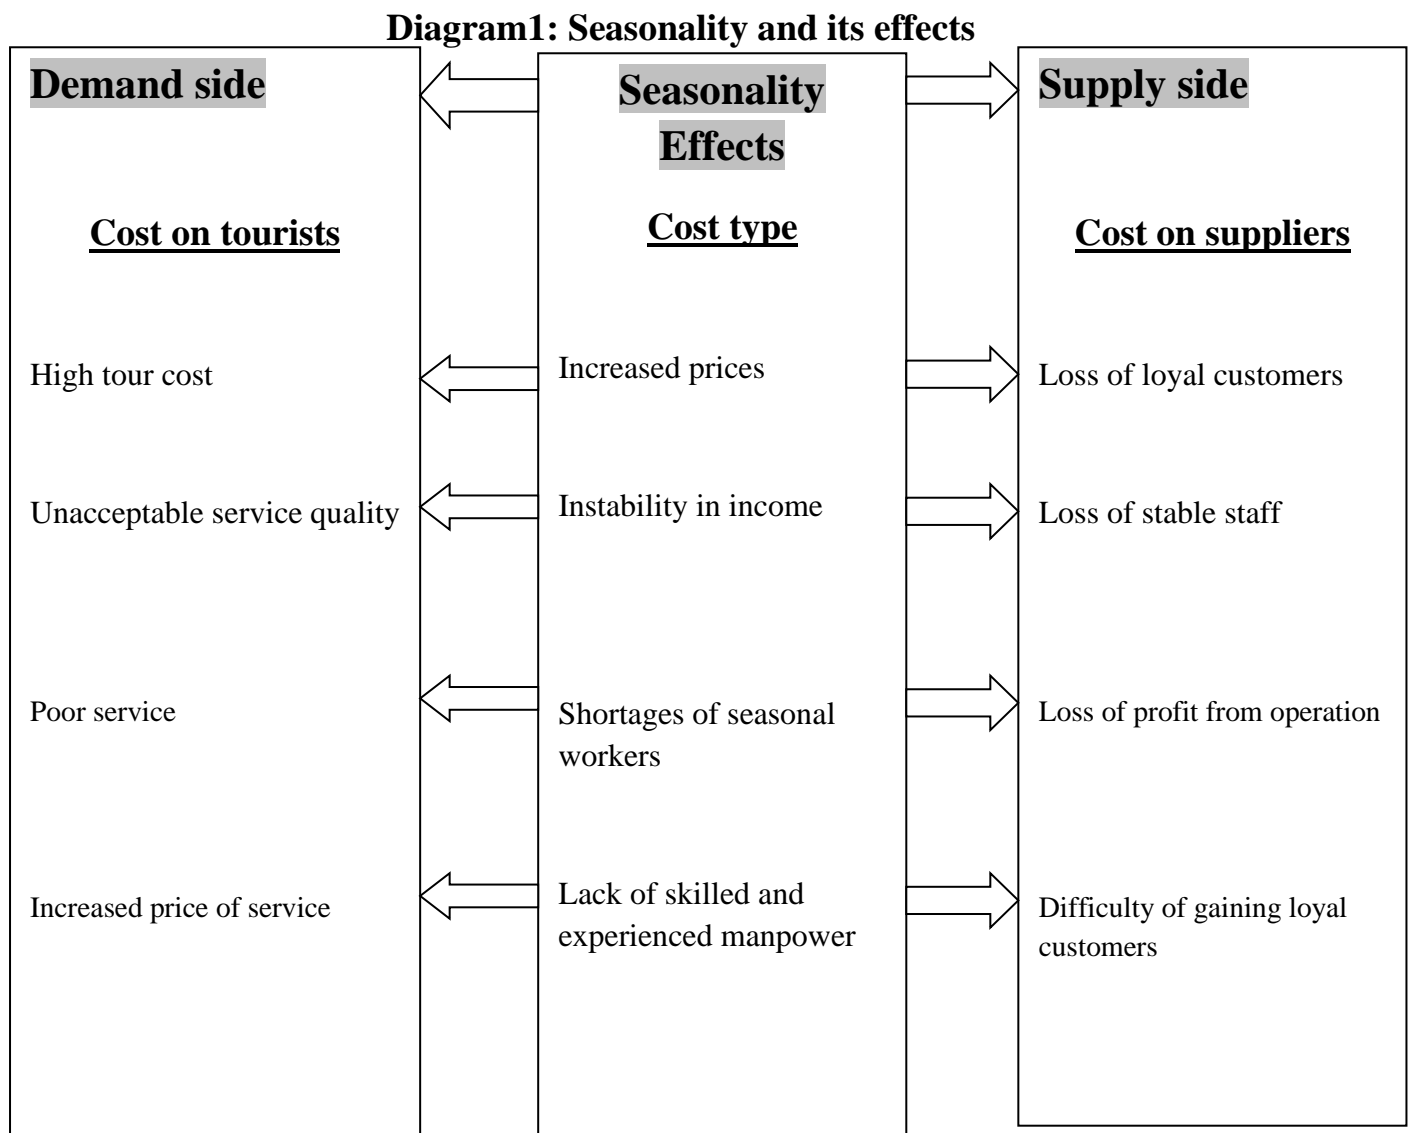 Diagram1: Seasonality and its effects
Demand side
Seasonality
Effects
Supply side
Cost on tourists
Cost type
Cost on suppliers
High tour cost
Increased prices
Loss of loyal customers
Unacceptable service quality
Instability in income
Loss of stable staff
Poor service
Shortages of seasonal
workers
Loss of profit from operation
Increased price of service
Lack of skilled and
experienced manpower
Difficulty of gaining loyal
customers